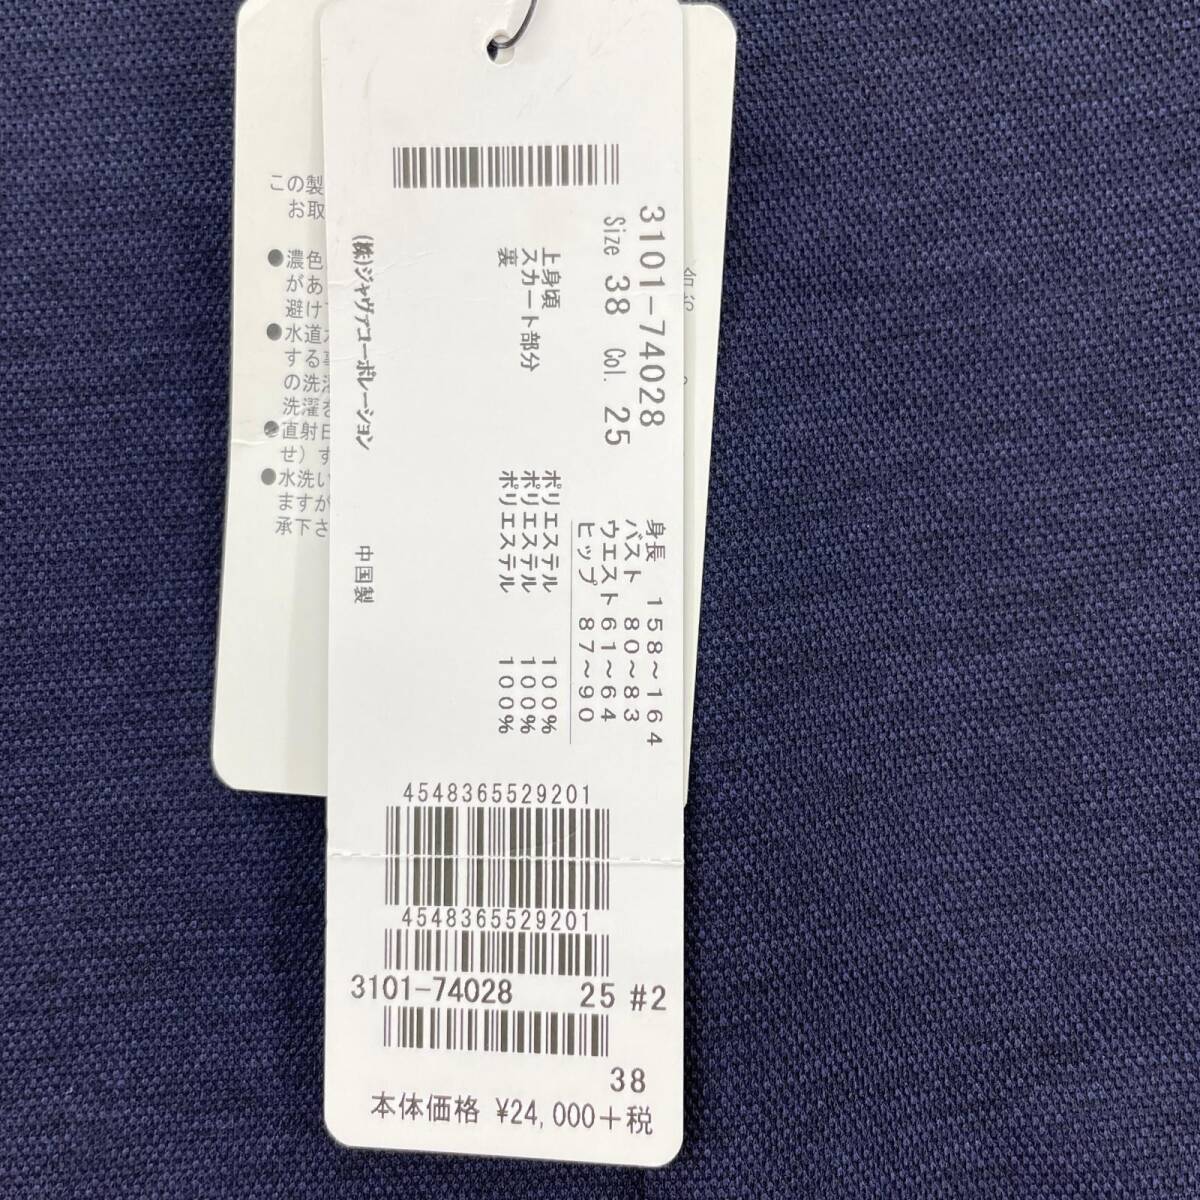 3101-74028
Size 38 Col. 25
身長 158〜164
バスト 80〜83
ウエスト 61〜64
ヒップ 87〜90
上身頃 ポリエステル 100%
スカート部分 ポリエステル 100%
裏 ポリエステル 100%
(株)ジャヴァコーポレーション 中国製
4548365529201
4548365529201
3101-74028 25 #2
38
本体価格 ¥24,000+税
この製
お取
●濃色
があ
避け
●水道
する
の洗濯
洗濯を
●直射日
せ）す
●水洗い
ますが
承下さ